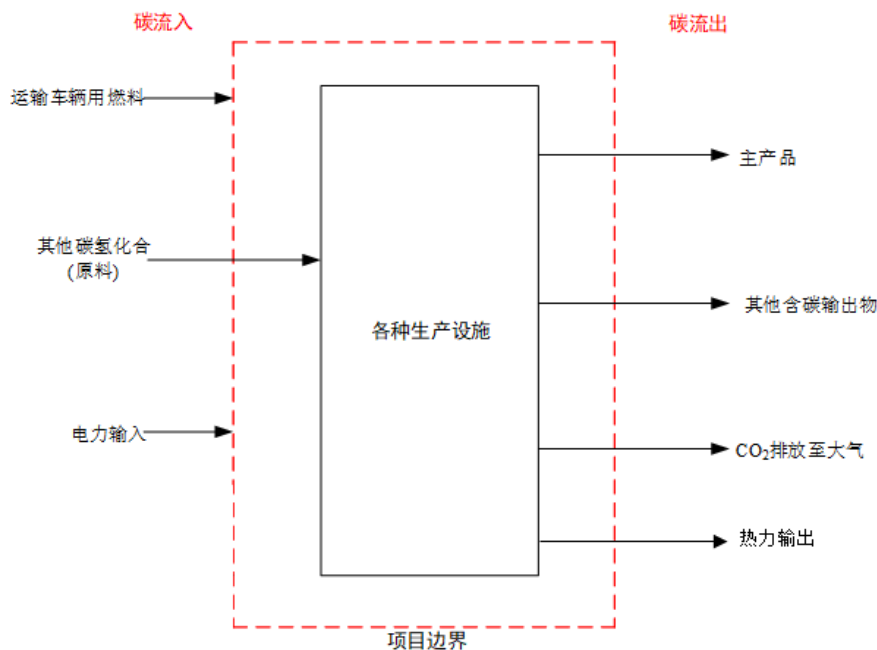 碳流入
碳流出
运输车辆用燃料
主产品
其他碳氢化合
(原料)
其他含碳输出物
各种生产设施
电力输入
CO₂排放至大气
热力输出
项目边界